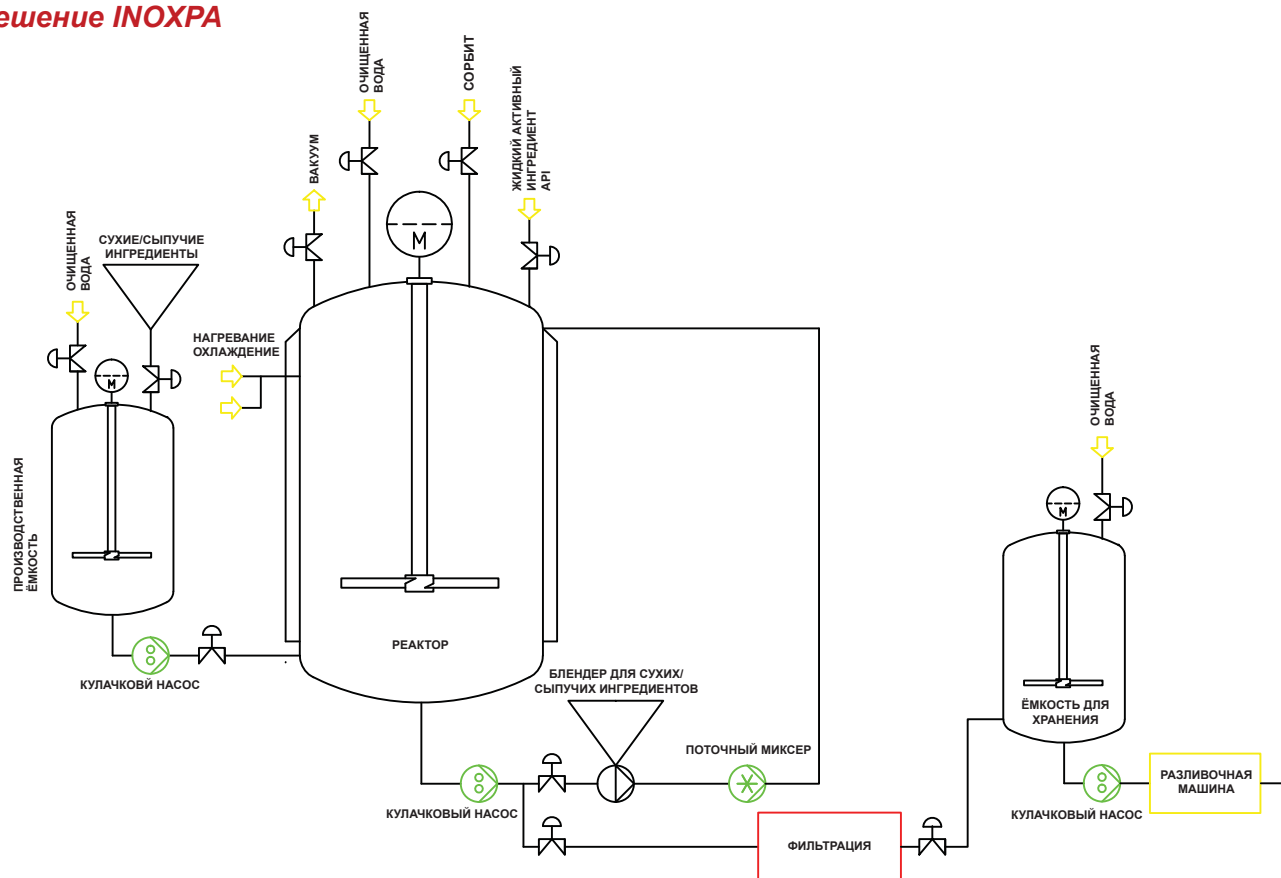 ешение INOXPA
ОЧИЩЕННАЯ
ВОДА
СОРБИТ
ВАКУУМ
ЖИДКИЙ АКТИВНЫЙ
ИНГРЕДИЕНТ
API
M
ОЧИЩЕННАЯ
ВОДА
СУХИЕ/СЫПУЧИЕ
ИНГРЕДИЕНТЫ
НАГРЕВАНИЕ
ОХЛАЖДЕНИЕ
M
ПРОИЗВОДСТВЕННАЯ
ЁМКОСТЬ
КУЛАЧКОВЙ НАСОС
РЕАКТОР
БЛЕНДЕР ДЛЯ СУХИХ/
СЫПУЧИХ ИНГРЕДИЕНТОВ
ПОТОЧНЫЙ МИКСЕР
КУЛАЧКОВЫЙ НАСОС
ФИЛЬТРАЦИЯ
ОЧИЩЕННАЯ
ВОДА
M
ЁМКОСТЬ ДЛЯ
ХРАНЕНИЯ
КУЛАЧКОВЫЙ НАСОС
РАЗЛИВОЧНАЯ
МАШИНА